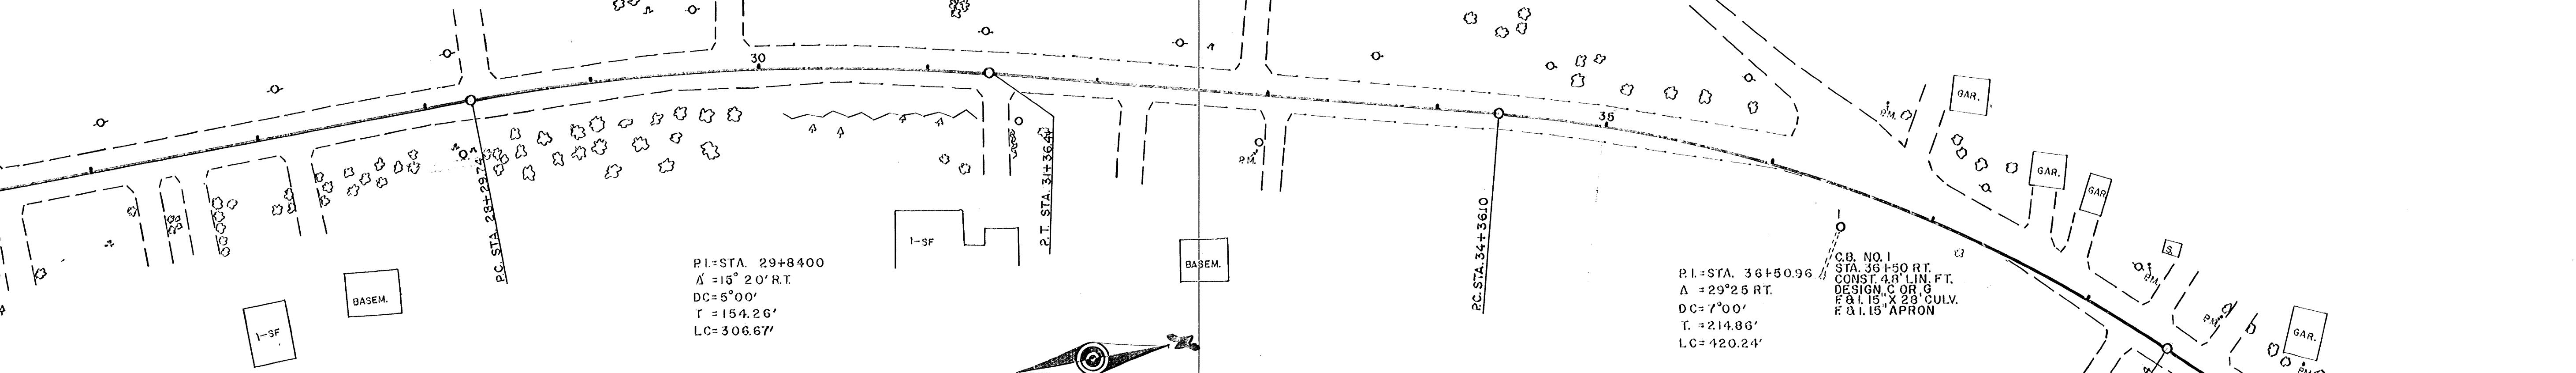 30
P.C. STA. 28+29.74
P.T. STA. 31+36.41
1-SF
BASEM.
1-SF
P.I.=STA. 29+8400
Δ =15° 20' R.T.
DC=5°00'
T =154.26'
LC=306.67'
BASEM.
P.M.
P.C. STA. 34+36.10
35
P.I.=STA. 36+50.96
Δ =29°25 RT.
DC=7°00'
T. =214.86'
LC=420.24'
C.B. NO. 1
STA. 36+50 RT.
CONST. 4.8' LIN. FT.
DESIGN, C OR G
F. & I. 15" X 28' CULV.
F. & I. 15" APRON
P.M.
GAR.
GAR.
GAR
S.
P.M.
P.M.
GAR.
P.M.